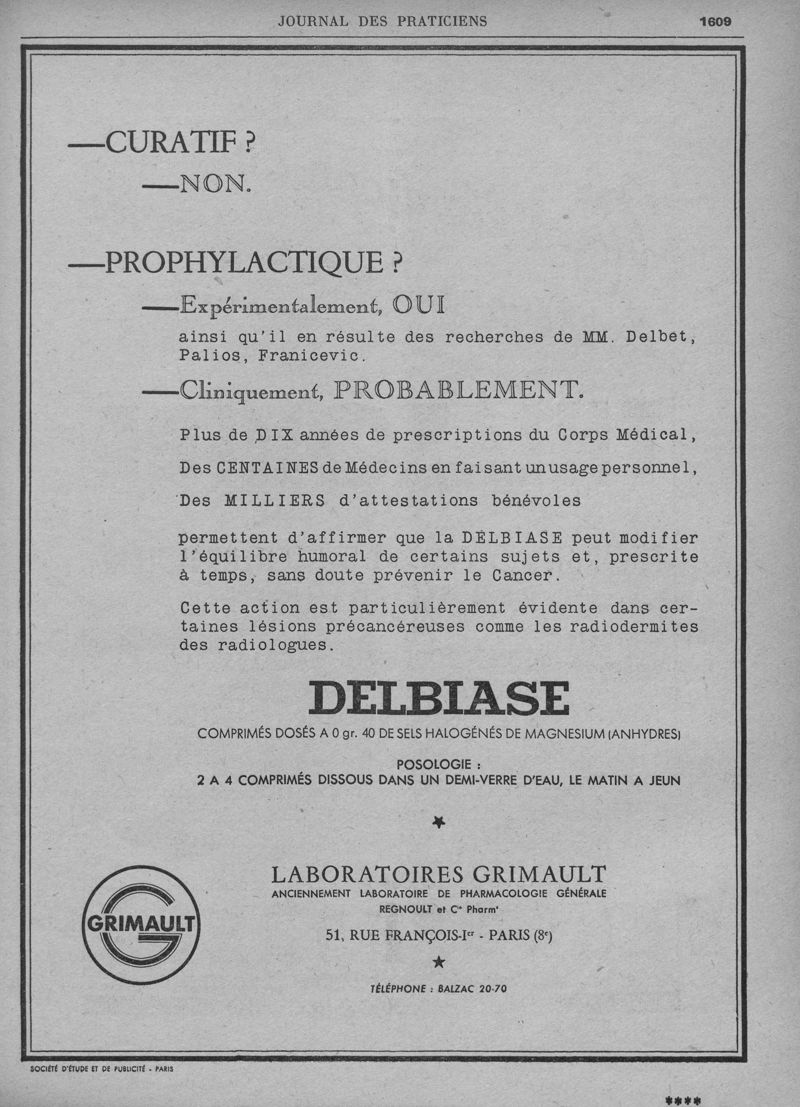 JOURNAL DES PRATICIENS 1609
—CURATIF ?
—NON.
—PROPHYLACTIQUE ?
—Expérimentalement, OUI
ainsi qu'il en résulte des recherches de MM. Delbet,
Palios, Franicevic.
—Cliniquement, PROBABLEMENT.
Plus de DIX années de prescriptions du Corps Médical,
Des CENTAINES de Médecins en faisant un usage personnel,
Des MILLIERS d'attestations bénévoles
permettent d'affirmer que la DELBIASE peut modifier
l'équilibre humoral de certains sujets et, prescrite
à temps, sans doute prévenir le Cancer.
Cette action est particulièrement évidente dans cer-
taines lésions précancéreuses comme les radiodermites
des radiologues.
DELBIASE
COMPRIMÉS DOSÉS A 0 gr. 40 DE SELS HALOGÉNÉS DE MAGNESIUM (ANHYDRES)
POSOLOGIE :
2 A 4 COMPRIMÉS DISSOUS DANS UN DEMI-VERRE D'EAU, LE MATIN A JEUN
GRIMAULT
LABORATOIRES GRIMAULT
ANCIENNEMENT LABORATOIRE DE PHARMACOLOGIE GÉNÉRALE
REGNOULT et Cie Pharms
51, RUE FRANÇOIS-Ier - PARIS (8e)
TÉLÉPHONE : BALZAC 20-70
SOCIÉTÉ D'ÉTUDE ET DE PUBLICITÉ - PARIS
****